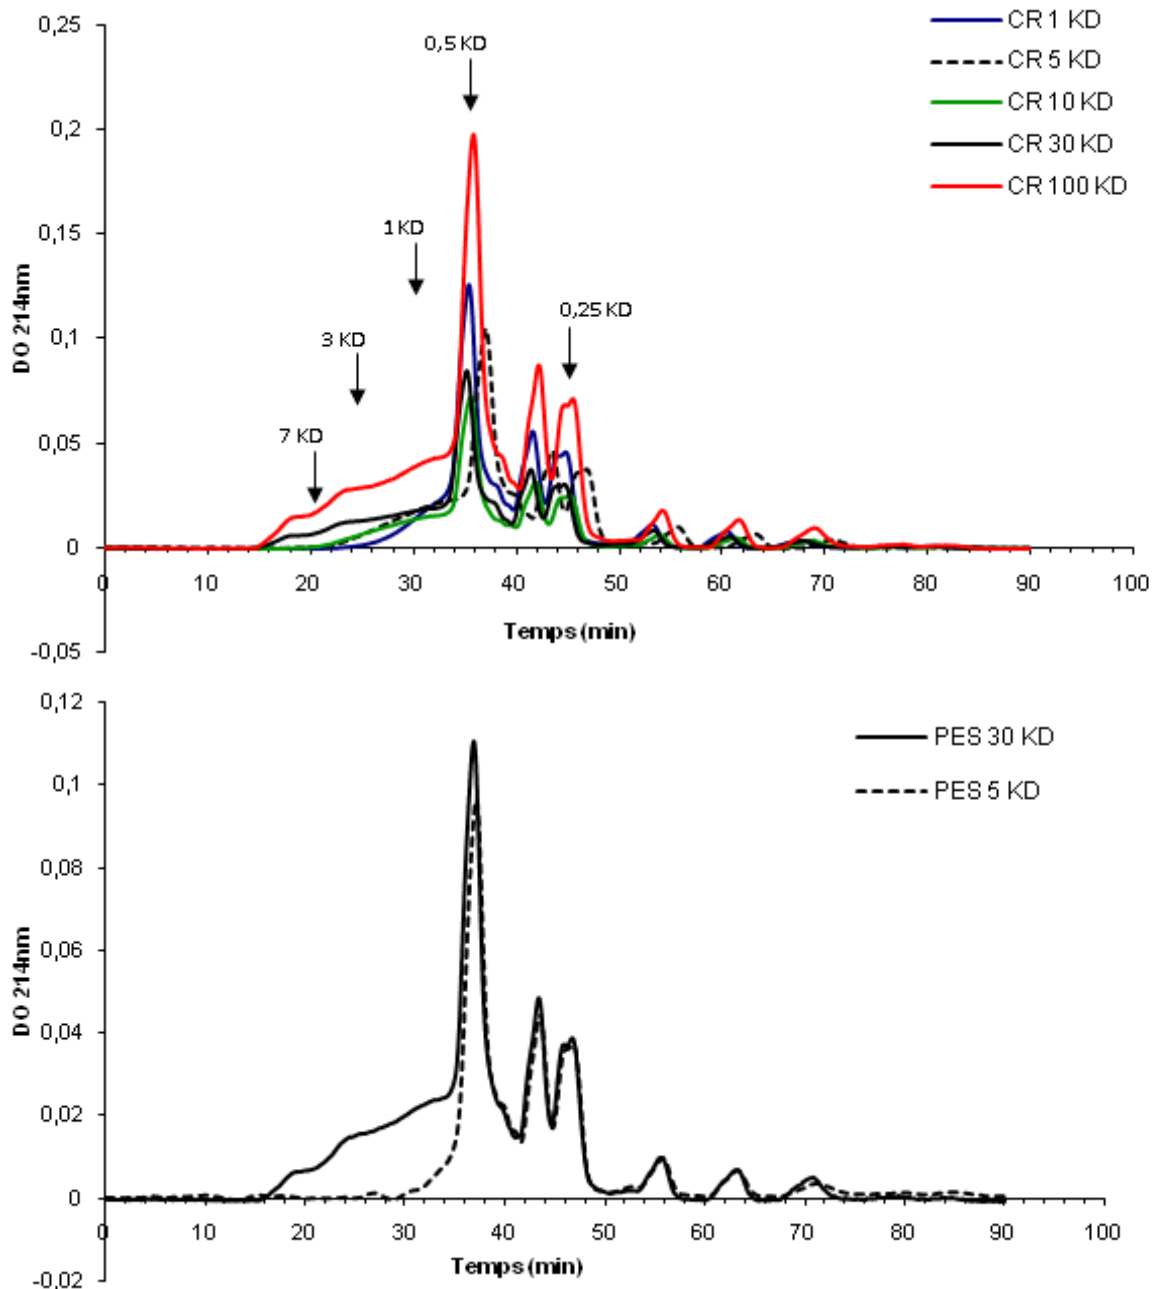 0,25
0,2
0,15
0,1
0,05
0
-0,05
DO 214nm
0,5 KD
1 KD
3 KD
7 KD
0,25 KD
CR 1 KD
CR 5 KD
CR 10 KD
CR 30 KD
CR 100 KD
0 10 20 30 40 50 60 70 80 90 100
Temps (min)
0,12
0,1
0,08
0,06
0,04
0,02
0
-0,02
DO 214nm
PES 30 KD
PES 5 KD
0 10 20 30 40 50 60 70 80 90 100
Temps (min)